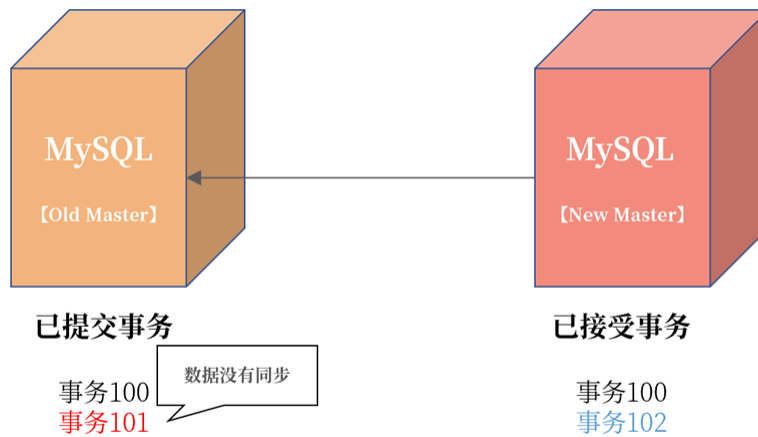 MySQL
【Old Master】
MySQL
【New Master】
已提交事务
已接受事务
数据没有同步
事务100
事务101
事务100
事务102